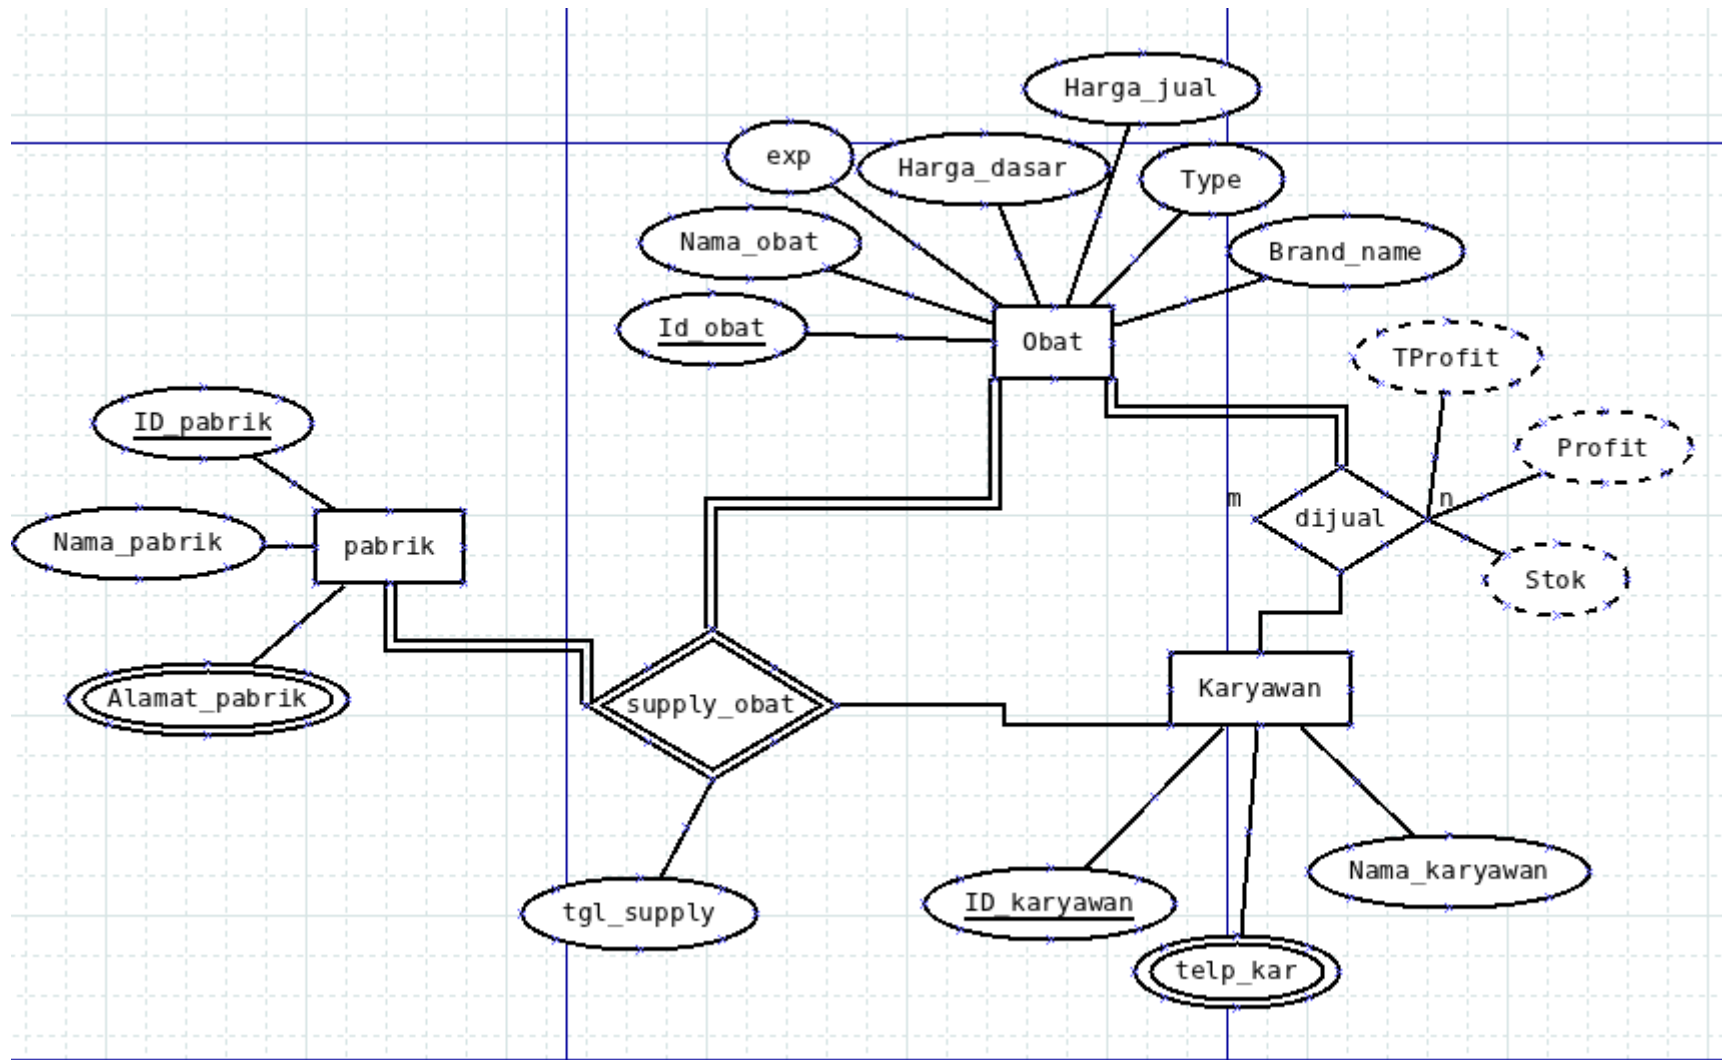 Harga_jual
exp
Harga_dasar
Type
Nama_obat
Brand_name
Id_obat
Obat
TProfit
ID_pabrik
Profit
m
n
dijual
Nama_pabrik
pabrik
Stok
Alamat_pabrik
supply_obat
Karyawan
Nama_karyawan
ID_karyawan
tgl_supply
telp_kar